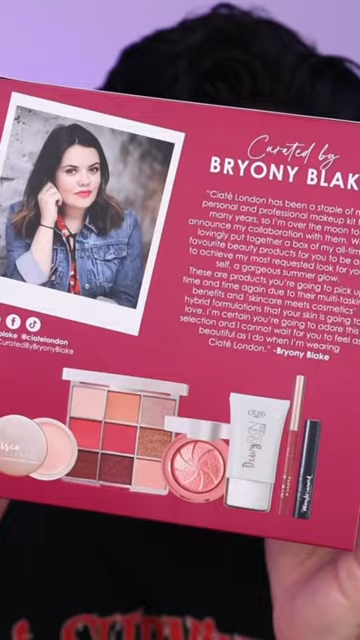 Curated by
BRYONY BLAK
"Ciaté London has been a staple of m
personal and professional makeup kit
many years, so I'm over the moon to
announce my collaboration with them. W
lovingly put together a box of my all-tim
favourite beauty products for you to be a
to achieve my most requested look for yo
self, a gorgeous summer glow.
These are products you're going to pick up
time and time again due to their multi-task
benefits and 'skincare meets cosmetics'
hybrid formulations that your skin is going to
love. I'm certain you're going to adore this
selection and I cannot wait for you to feel as
beautiful as I do when I'm wearing
Ciaté London." -Bryony Blake
blake @ciatelondon
CuratedByBryonyBlake
ciaté
Dewy